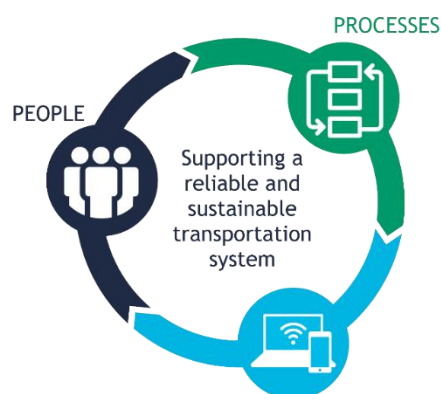 PROCESSES
PEOPLE
Supporting a
reliable and
sustainable
transportation
system